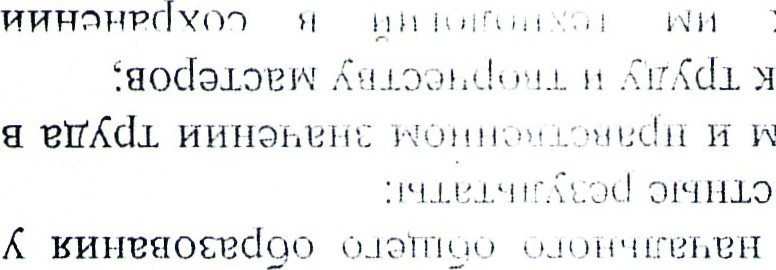 начального общего образования у
стные результаты:
м и нравственном значении труда в
к труду и творчеству мастеров;
им технологий в сохранении